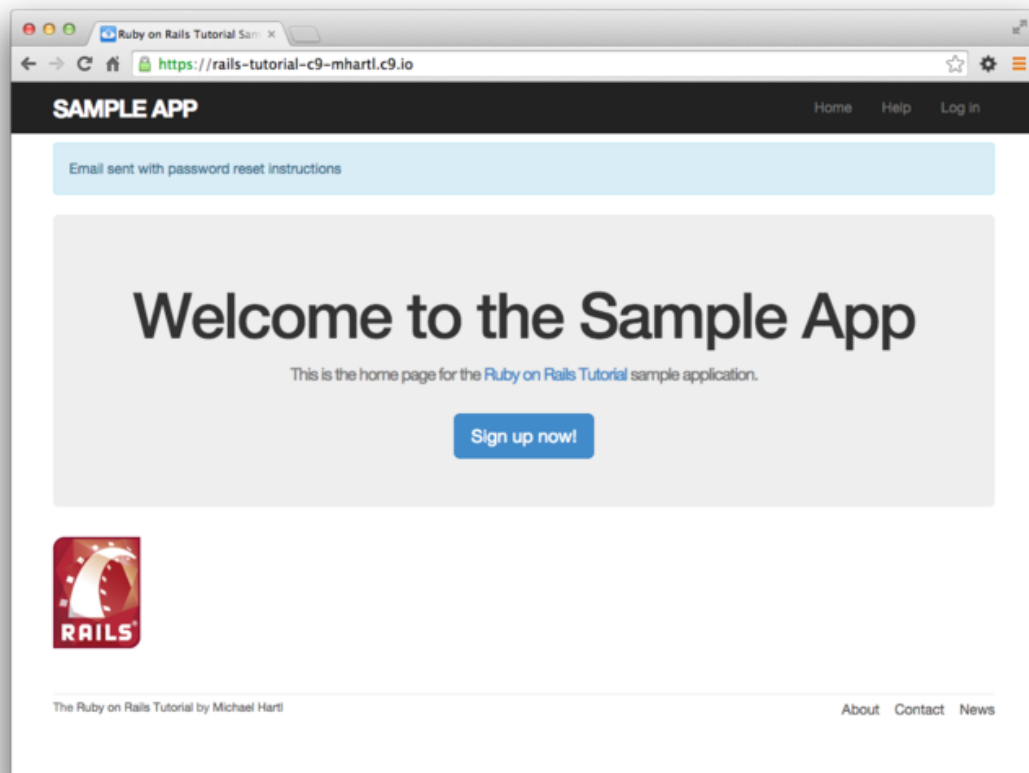 Ruby on Rails Tutorial Sam
https://rails-tutorial-c9-mhartl.c9.io
SAMPLE APP Home Help Log in
Email sent with password reset instructions
Welcome to the Sample App
This is the home page for the Ruby on Rails Tutorial sample application.
Sign up now!
RAILS
The Ruby on Rails Tutorial by Michael Hartl About Contact News